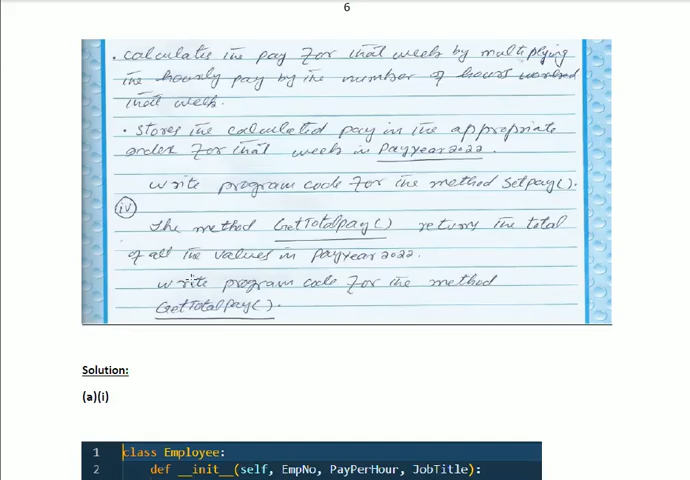 6
. calculates the pay for that week by multiplying
the hourly pay by the number of hours worked
that week.
. stores the calculated pay in the appropriate
order for that week in Payyear2022.
write program code for the method Setpay().
(iv)
The method GetTotalpay() returns the total
of all the values in payyear2022.
write program code for the method
GetTotalpay().
Solution:
(a)(i)
1 class Employee:
2 def __init__(self, EmpNo, PayPerHour, JobTitle):